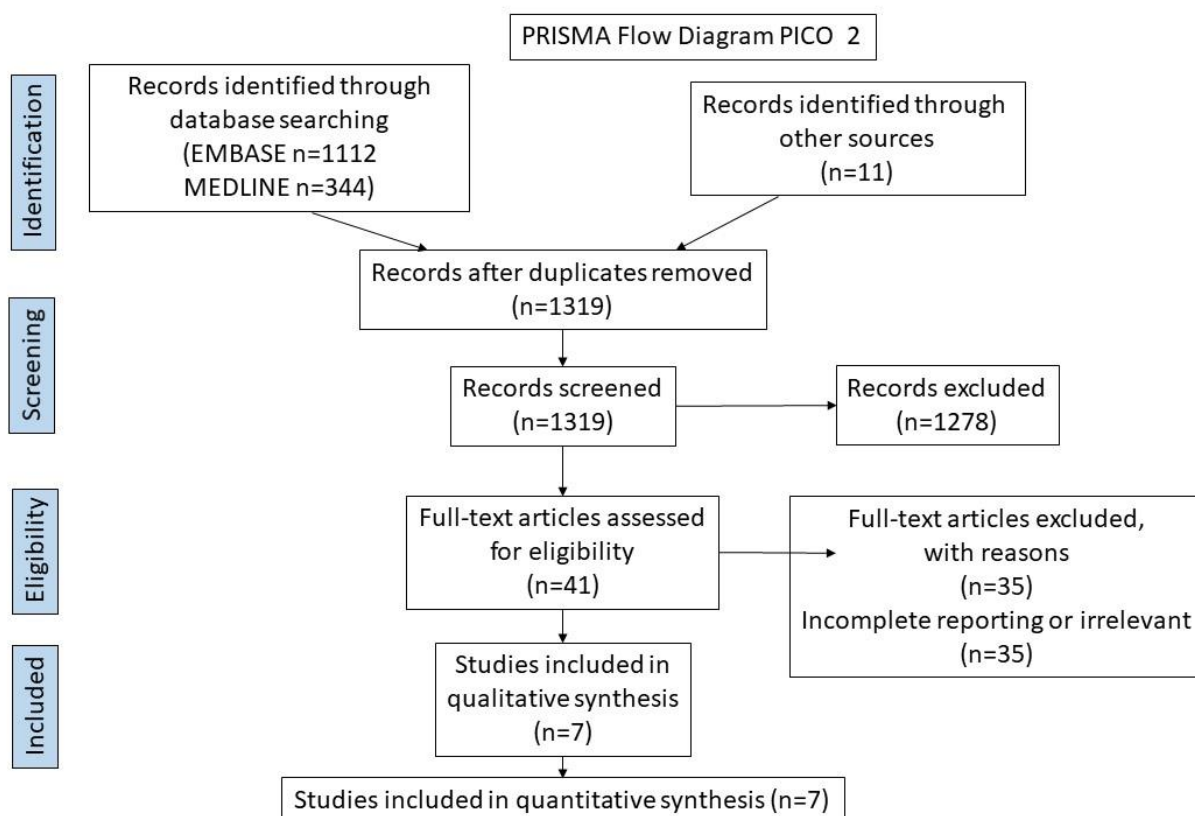 PRISMA Flow Diagram PICO 2
Identification
Records identified through
database searching
(EMBASE n=1112
MEDLINE n=344)
Records identified through
other sources
(n=11)
Records after duplicates removed
(n=1319)
Screening
Records screened
(n=1319)
Records excluded
(n=1278)
Eligibility
Full-text articles assessed
for eligibility
(n=41)
Full-text articles excluded,
with reasons
(n=35)
Incomplete reporting or irrelevant
(n=35)
Included
Studies included in
qualitative synthesis
(n=7)
Studies included in quantitative synthesis (n=7)